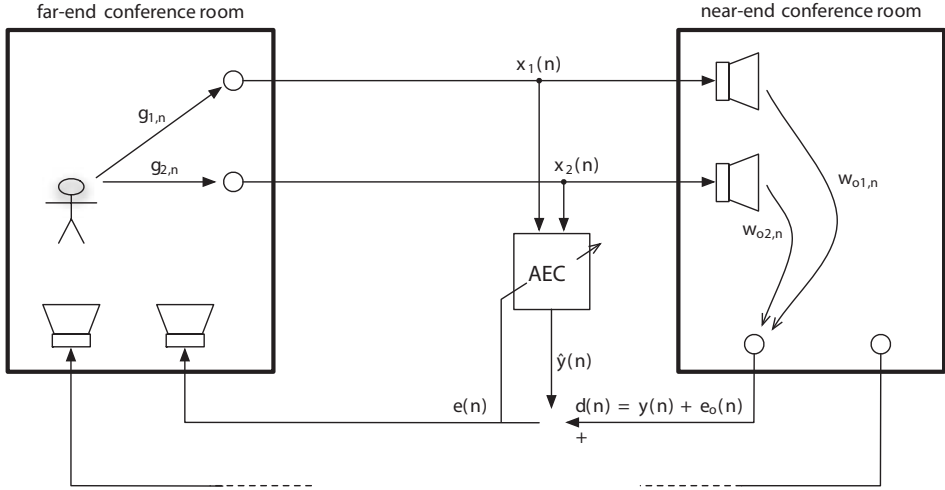 far-end conference room
near-end conference room
x1(n)
g1,n
g2,n
x2(n)
wo1,n
wo2,n
AEC
ŷ(n)
e(n)
d(n) = y(n) + eo(n)
+